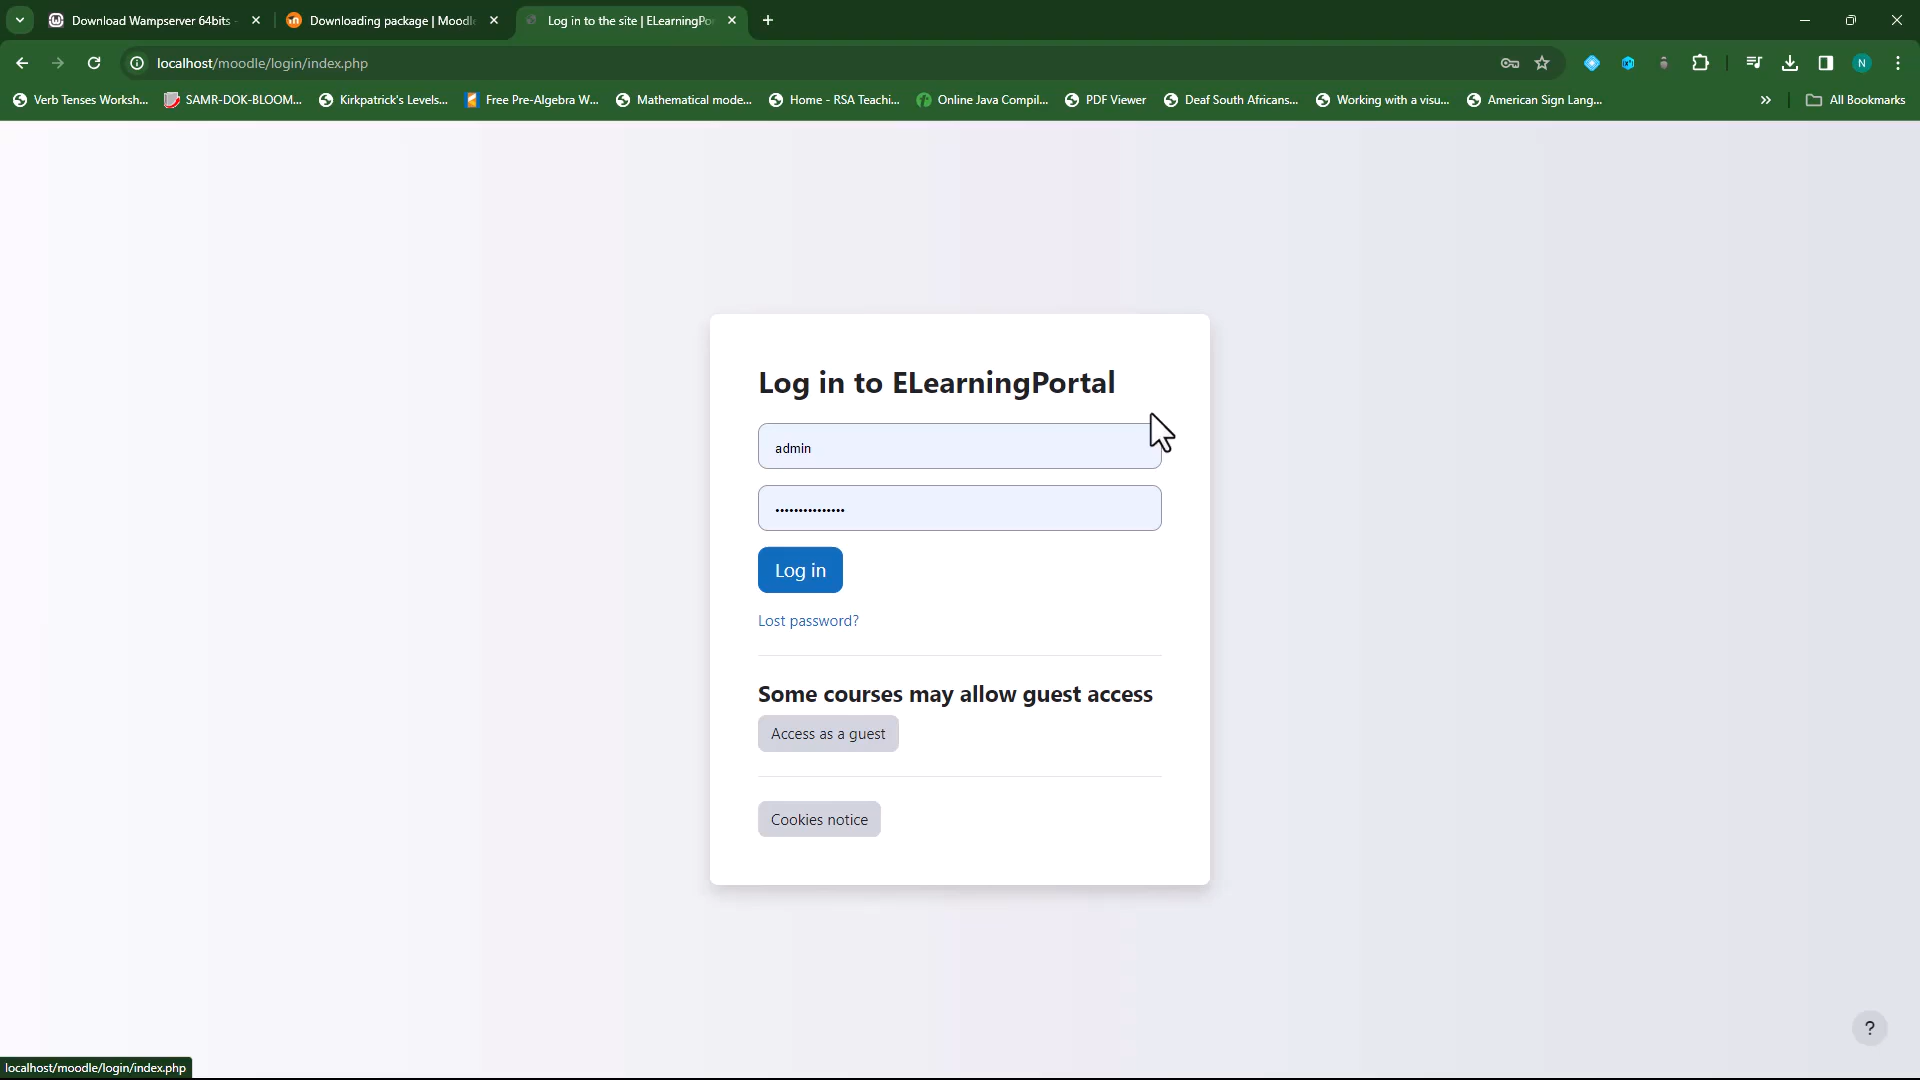 Download Wampserver 64bits
Downloading package | Moodle
Log in to the site | ELearningPo
localhost/moodle/login/index.php
N
Verb Tenses Worksh...
SAMR-DOK-BLOOM...
Kirkpatrick's Levels...
Free Pre-Algebra W...
Mathematical mode...
Home - RSA Teachi...
Online Java Compil...
PDF Viewer
Deaf South Africans...
Working with a visu...
American Sign Lang...
»
All Bookmarks
Log in to ELearningPortal
admin
•••••••••••••••
Log in
Lost password?
Some courses may allow guest access
Access as a guest
Cookies notice
?
localhost/moodle/login/index.php